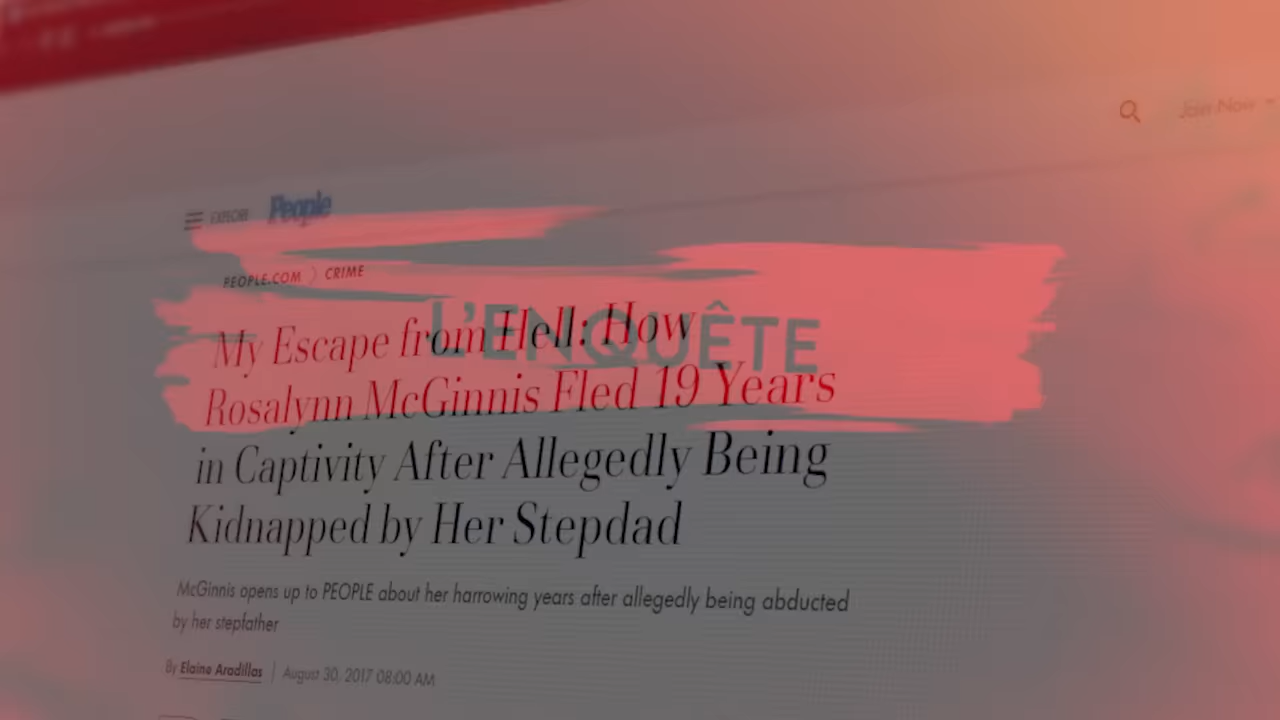 Join Now
EXPLORE People
PEOPLE.COM 〉 CRIME
L'ENQUÊTE
My Escape from Hell: How
Rosalynn McGinnis Fled 19 Years
in Captivity After Allegedly Being
Kidnapped by Her Stepdad
McGinnis opens up to PEOPLE about her harrowing years after allegedly being abducted
by her stepfather
By Elaine Aradillas | August 30, 2017 08:00 AM